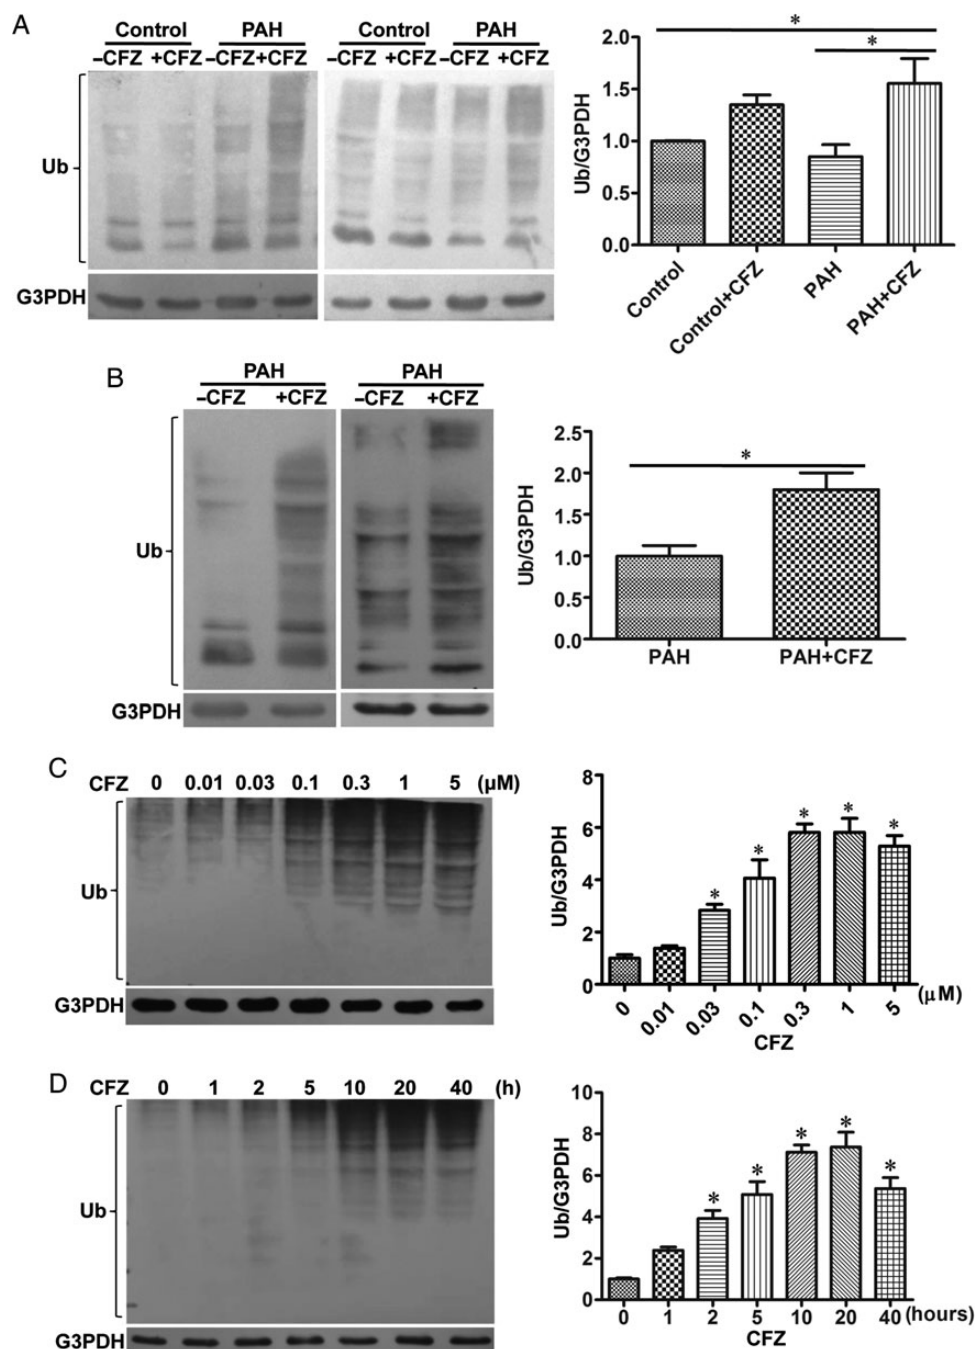 A
Control PAH Control PAH
–CFZ +CFZ –CFZ +CFZ –CFZ +CFZ –CFZ +CFZ
Ub
G3PDH
Ub/G3PDH
2.0
1.5
1.0
0.5
0.0
* *
Control Control+CFZ PAH PAH+CFZ
B
PAH PAH
–CFZ +CFZ –CFZ +CFZ
Ub
G3PDH
Ub/G3PDH
2.5
2.0
1.5
1.0
0.5
0.0
*
PAH PAH+CFZ
C
CFZ 0 0.01 0.03 0.1 0.3 1 5 (µM)
Ub
G3PDH
Ub/G3PDH
8
6
4
2
0
* * * * *
0 0.01 0.03 0.1 0.3 1 5 (µM)
CFZ
D
CFZ 0 1 2 5 10 20 40 (h)
Ub
G3PDH
Ub/G3PDH
10
8
6
4
2
0
* * * * *
0 1 2 5 10 20 40 (hours)
CFZ